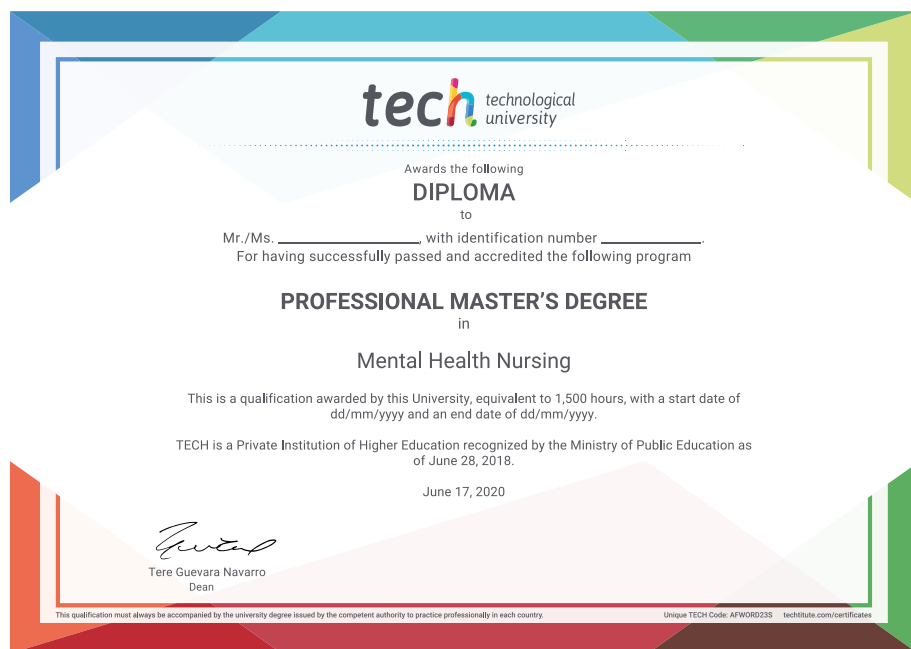 tech technological
university
Awards the following
DIPLOMA
to
Mr./Ms. ____________________, with identification number ______________.
For having successfully passed and accredited the following program
PROFESSIONAL MASTER'S DEGREE
in
Mental Health Nursing
This is a qualification awarded by this University, equivalent to 1,500 hours, with a start date of
dd/mm/yyyy and an end date of dd/mm/yyyy.
TECH is a Private Institution of Higher Education recognized by the Ministry of Public Education as
of June 28, 2018.
June 17, 2020
Tere Guevara Navarro
Dean
This qualification must always be accompanied by the university degree issued by the competent authority to practice professionally in each country.
Unique TECH Code: AFWORD23S techtitute.com/certificates